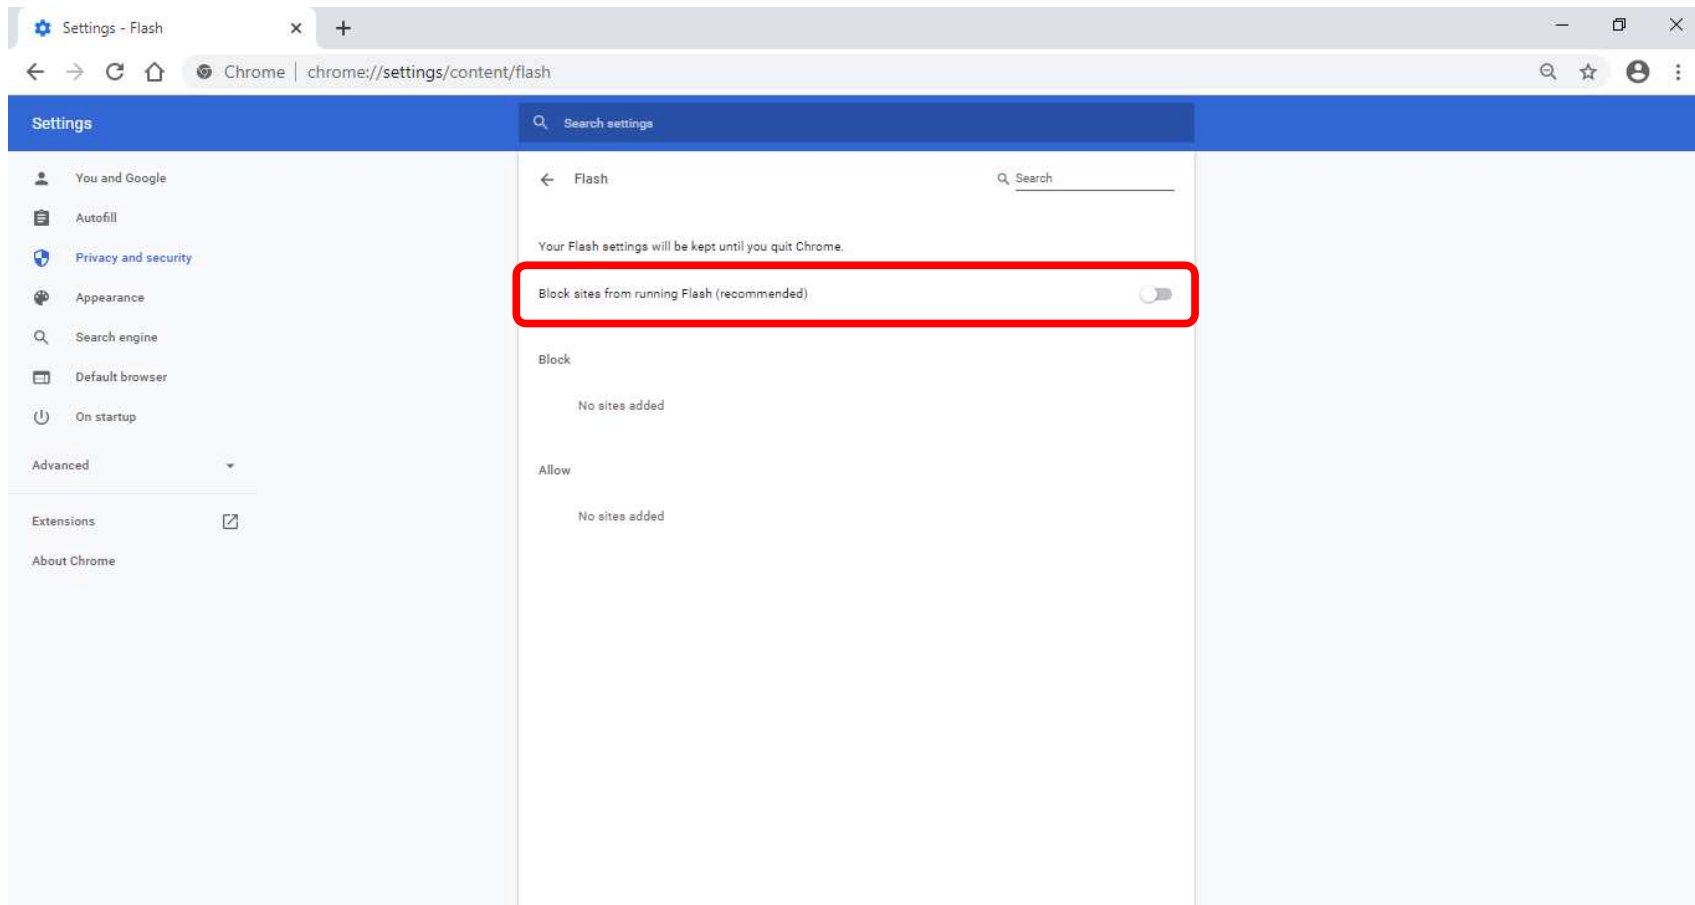 Settings - Flash
Chrome | chrome://settings/content/flash
Settings
Search settings
You and Google
Autofill
Privacy and security
Appearance
Search engine
Default browser
On startup
Advanced
Extensions
About Chrome
Flash
Search
Your Flash settings will be kept until you quit Chrome.
Block sites from running Flash (recommended)
Block
No sites added
Allow
No sites added